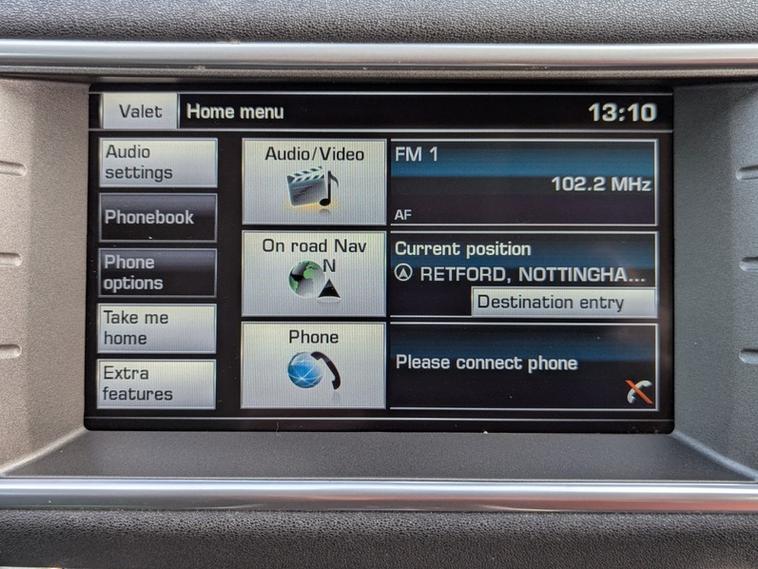 Valet
Home menu
13:10
Audio
settings
Phonebook
Phone
options
Take me
home
Extra
features
Audio/Video
FM 1
102.2 MHz
AF
On road Nav
N
Current position
RETFORD, NOTTINGHA...
Destination entry
Phone
Please connect phone